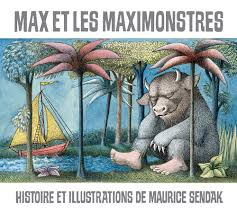 MAX ET LES MAXIMONSTRES
HISTOIRE ET ILLUSTRATIONS DE MAURICE SENDAK